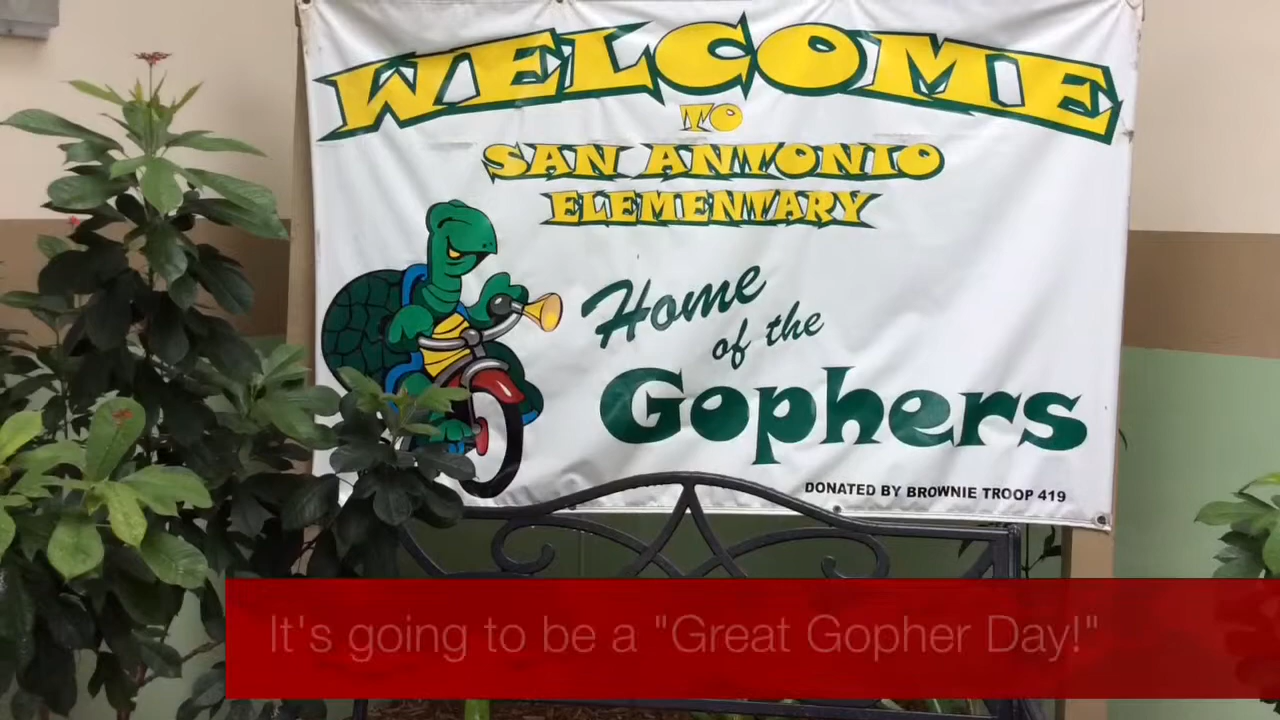 WELCOME
TO
SAN ANTONIO
ELEMENTARY
Home
of the
Gophers
DONATED BY BROWNIE TROOP 419
It's going to be a "Great Gopher Day!"